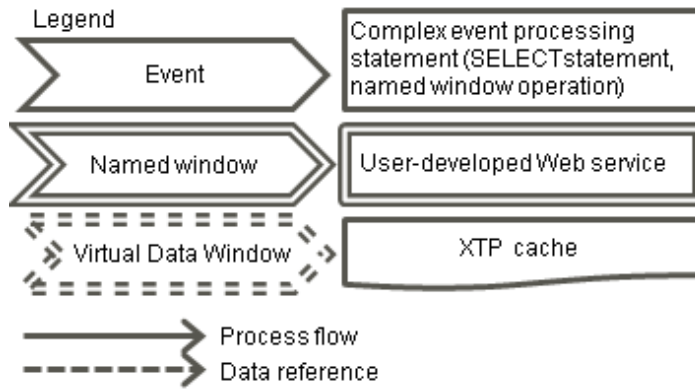 Legend
Event
Complex event processing
statement (SELECTstatement,
named window operation)
Named window
User-developed Web service
Virtual Data Window
XTP cache
Process flow
Data reference